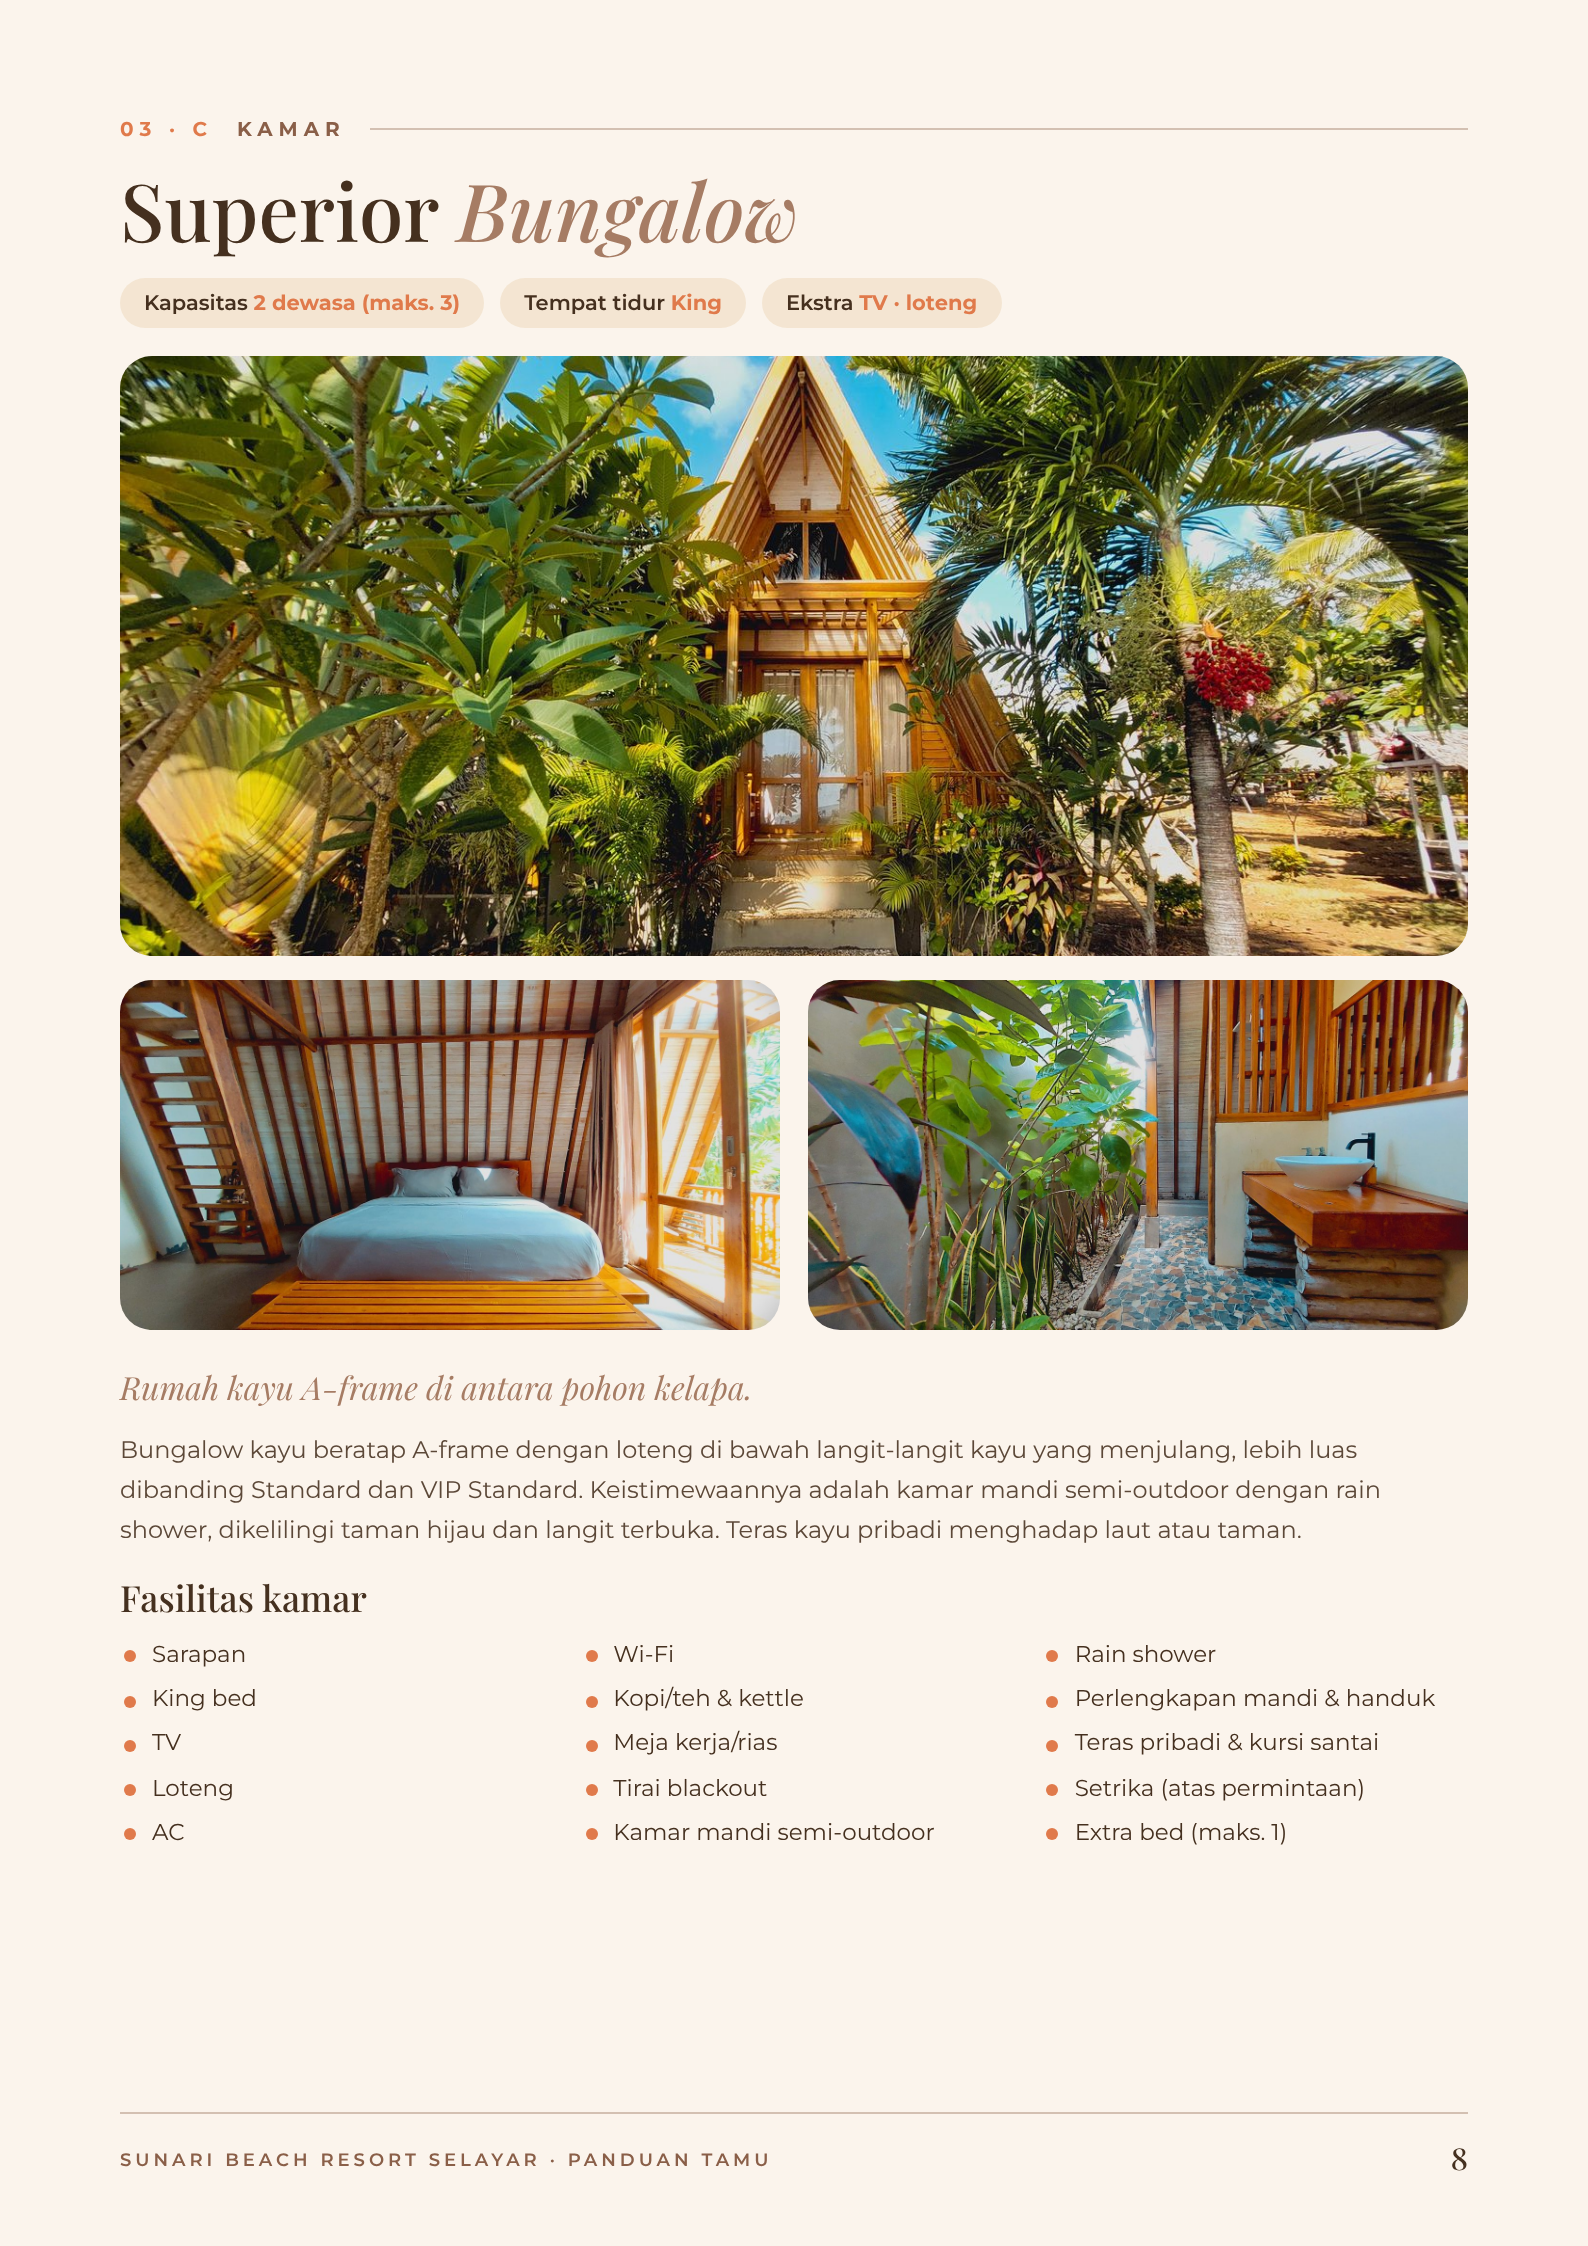 03 · C KAMAR
Superior Bungalow
Kapasitas 2 dewasa (maks. 3)
Tempat tidur King
Ekstra TV · loteng
Rumah kayu A-frame di antara pohon kelapa.
Bungalow kayu beratap A-frame dengan loteng di bawah langit-langit kayu yang menjulang, lebih luas
dibanding Standard dan VIP Standard. Keistimewaannya adalah kamar mandi semi-outdoor dengan rain
shower, dikelilingi taman hijau dan langit terbuka. Teras kayu pribadi menghadap laut atau taman.
Fasilitas kamar
Sarapan
King bed
TV
Loteng
AC
Wi-Fi
Kopi/teh & kettle
Meja kerja/rias
Tirai blackout
Kamar mandi semi-outdoor
Rain shower
Perlengkapan mandi & handuk
Teras pribadi & kursi santai
Setrika (atas permintaan)
Extra bed (maks. 1)
SUNARI BEACH RESORT SELAYAR · PANDUAN TAMU
8